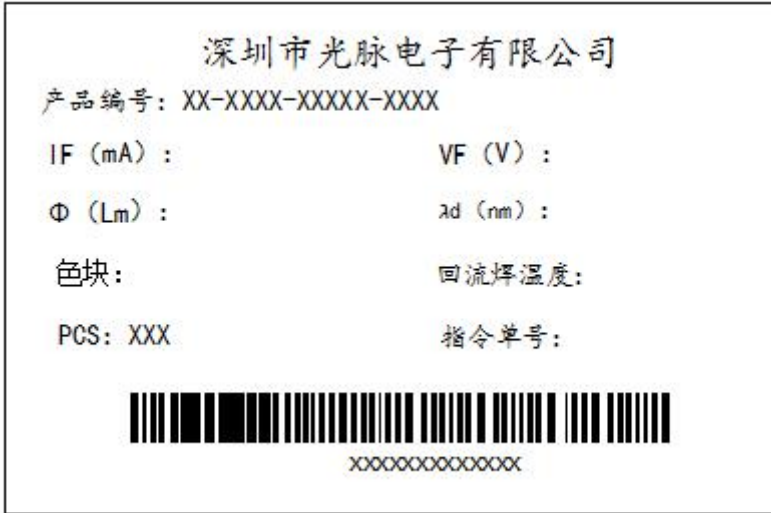 深圳市光脉电子有限公司
产品编号：XX-XXXX-XXXXX-XXXX
IF（mA）： VF（V）：
Φ（Lm）： λd（nm）：
色块： 回流焊温度：
PCS：XXX 指令单号：
XXXXXXXXXXXXX